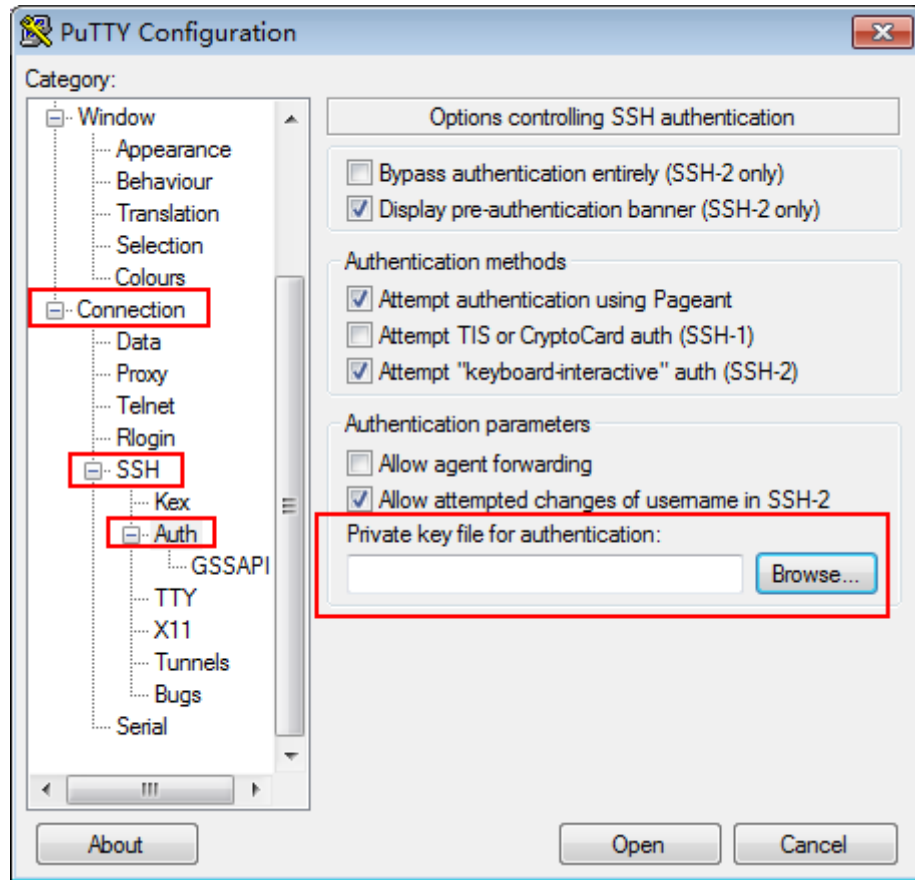 PuTTY Configuration
Category:
Window
Appearance
Behaviour
Translation
Selection
Colours
Connection
Data
Proxy
Telnet
Rlogin
SSH
Kex
Auth
GSSAPI
TTY
X11
Tunnels
Bugs
Serial
Options controlling SSH authentication
Bypass authentication entirely (SSH-2 only)
Display pre-authentication banner (SSH-2 only)
Authentication methods
Attempt authentication using Pageant
Attempt TIS or CryptoCard auth (SSH-1)
Attempt "keyboard-interactive" auth (SSH-2)
Authentication parameters
Allow agent forwarding
Allow attempted changes of username in SSH-2
Private key file for authentication:
Browse...
About
Open
Cancel